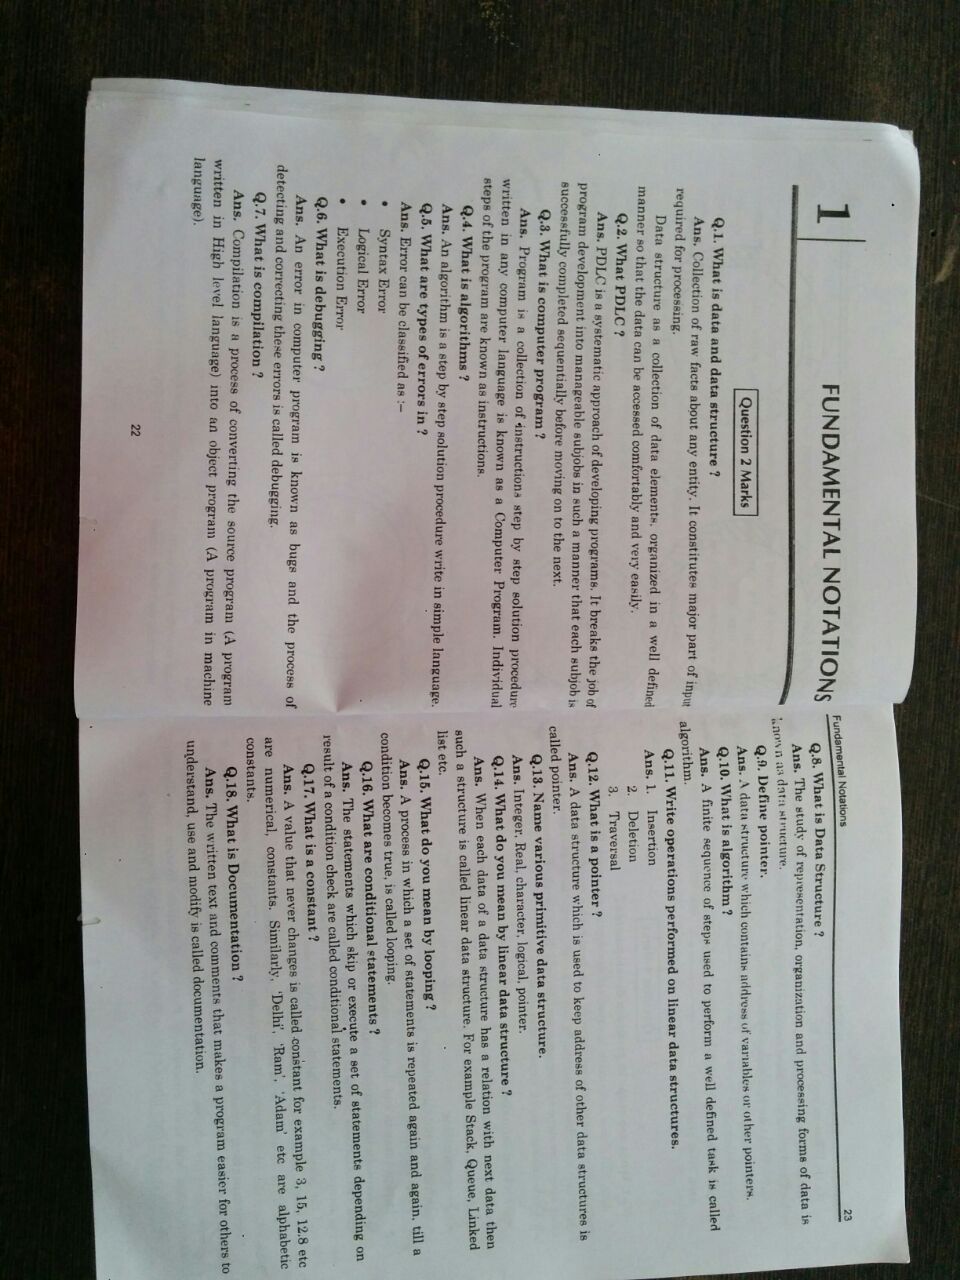 1
FUNDAMENTAL NOTATIONS
Question 2 Marks
Q.1. What is data and data structure ?
Ans. Collection of raw facts about any entity. It constitutes major part of input
required for processing.
Data structure as a collection of data elements, organized in a well defined
manner so that the data can be accessed comfortably and very easily.
Q.2. What PDLC ?
Ans. PDLC is a systematic approach of developing programs. It breaks the job of
program development into manageable subjobs in such a manner that each subjob is
successfully completed sequentially before moving on to the next.
Q.3. What is computer program ?
Ans. Program is a collection of instructions step by step solution procedure
written in any computer language is known as a Computer Program. Individual
steps of the program are known as instructions.
Q.4. What is algorithms ?
Ans. An algorithm is a step by step solution procedure write in simple language.
Q.5. What are types of errors in ?
Ans. Error can be classified as :–
• Syntax Error
• Logical Error
• Execution Error
Q.6. What is debugging ?
Ans. An error in computer program is known as bugs and the process of
detecting and correcting these errors is called debugging.
Q.7. What is compilation ?
Ans. Compilation is a process of converting the source program (A program
written in High level language) into an object program (A program in machine
language).
22
Fundamental Notations 23
Q.8. What is Data Structure ?
Ans. The study of representation, organization and processing forms of data is
known as data structure.
Q.9. Define pointer.
Ans. A data structure which contains address of variables or other pointers.
Q.10. What is algorithm ?
Ans. A finite sequence of steps used to perform a well defined task is called
algorithm.
Q.11. Write operations performed on linear data structures.
Ans. 1. Insertion
2. Deletion
3. Traversal
Q.12. What is a pointer ?
Ans. A data structure which is used to keep address of other data structures is
called pointer.
Q.13. Name various primitive data structure.
Ans. Integer, Real, character, logical, pointer.
Q.14. What do you mean by linear data structure ?
Ans. When each data of a data structure has a relation with next data then
such a structure is called linear data structure. For example Stack, Queue, Linked
list etc.
Q.15. What do you mean by looping ?
Ans. A process in which a set of statements is repeated again and again, till a
condition becomes true, is called looping.
Q.16. What are conditional statements ?
Ans. The statements which skip or execute a set of statements depending on
result of a condition check are called conditional statements.
Q.17. What is a constant ?
Ans. A value that never changes is called constant for example 3, 15, 12.8 etc
are numerical, constants. Similarly, 'Delhi', 'Ram', 'Adam' etc are alphabetic
constants.
Q.18. What is Documentation ?
Ans. The written text and comments that makes a program easier for others to
understand, use and modify is called documentation.